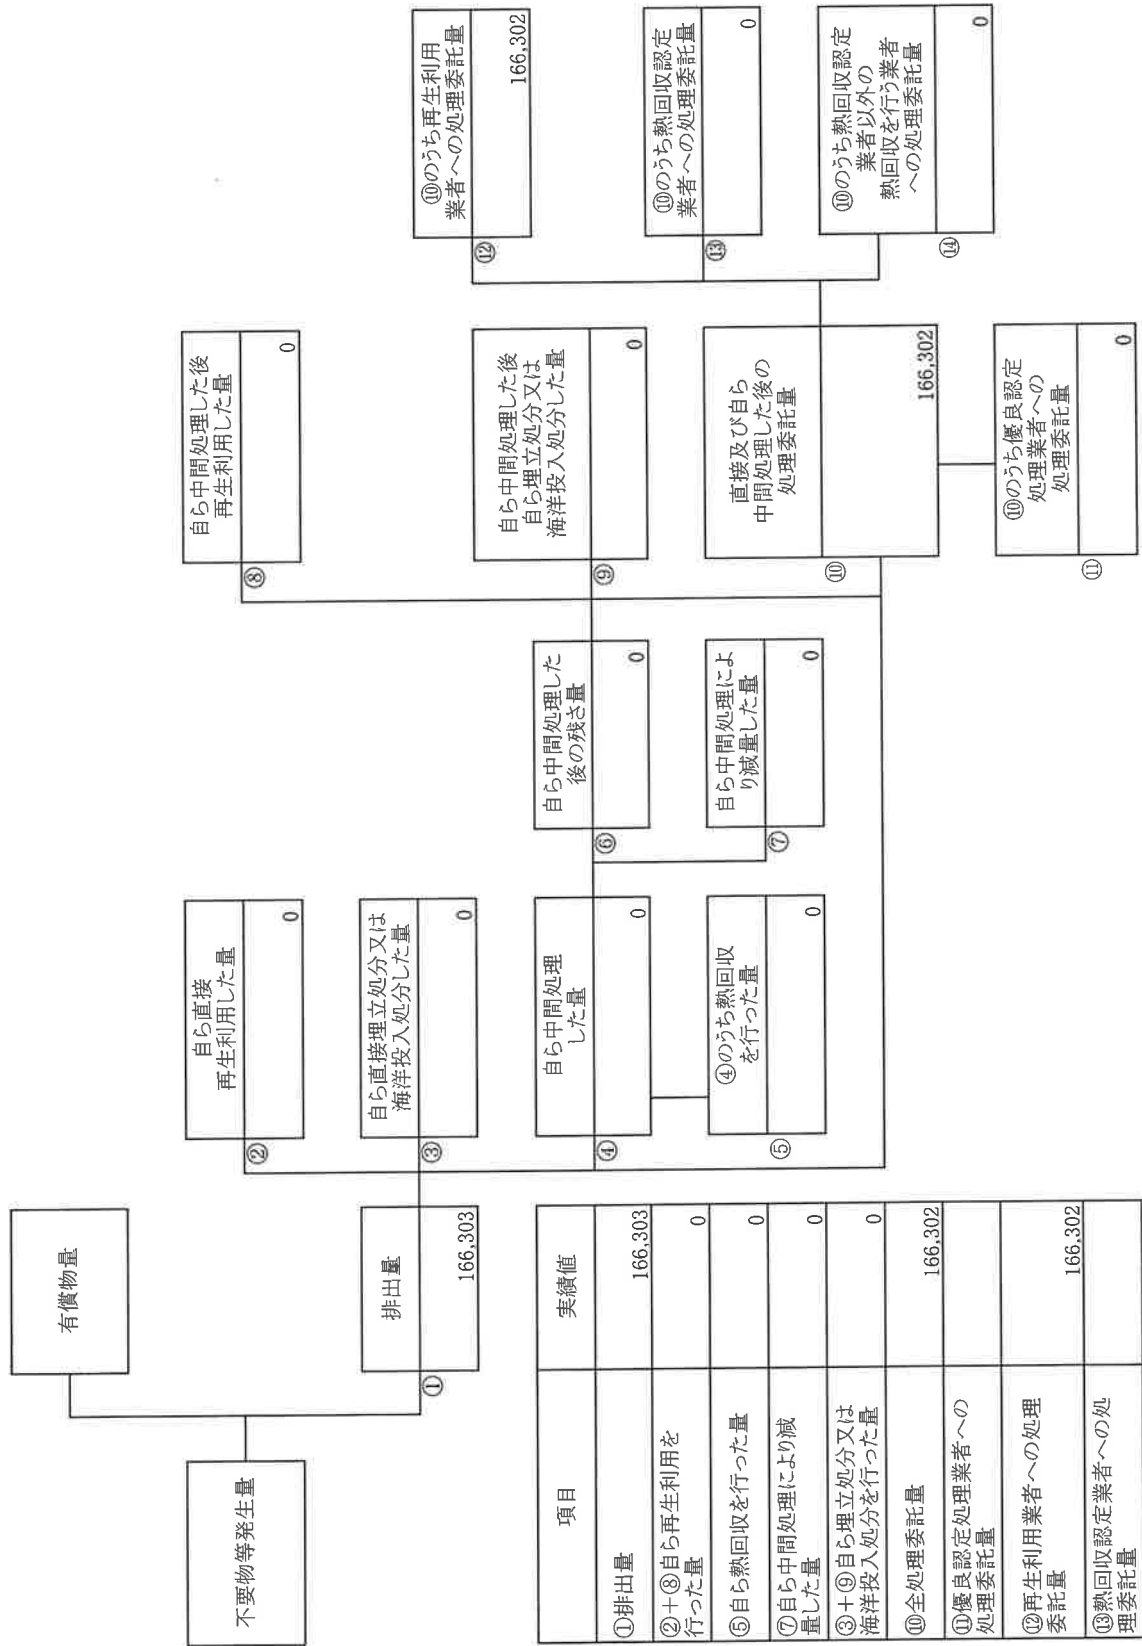 不要物等発生量
有償物量
①
排出量
166,303
②
自ら直接
再生利用した量
0
③
自ら直接埋立処分又は
海洋投入処分した量
0
④
自ら中間処理
した量
0
⑤
④のうち熱回収
を行った量
0
⑥
自ら中間処理した
後の残さ量
0
⑦
自ら中間処理によ
り減量した量
0
⑧
自ら中間処理した後
再生利用した量
0
⑨
自ら中間処理した後
自ら埋立処分又は
海洋投入処分した量
0
⑩
直接及び自ら
中間処理した後の
処理委託量
166,302
⑪
⑩のうち優良認定
処理業者への
処理委託量
0
⑫
⑩のうち再生利用
業者への処理委託量
166,302
⑬
⑩のうち熱回収認定
業者への処理委託量
0
⑭
⑩のうち熱回収認定
業者以外の
熱回収を行う業者
への処理委託量
0
項目 実績値
①排出量 166,303
②+⑧自ら再生利用を
行った量 0
⑤自ら熱回収を行った量 0
⑦自ら中間処理により減
量した量 0
③+⑨自ら埋立処分又は
海洋投入処分を行った量 0
⑩全処理委託量 166,302
⑪優良認定処理業者への
処理委託量
⑫再生利用業者への処理
委託量 166,302
⑬熱回収認定業者への処
理委託量